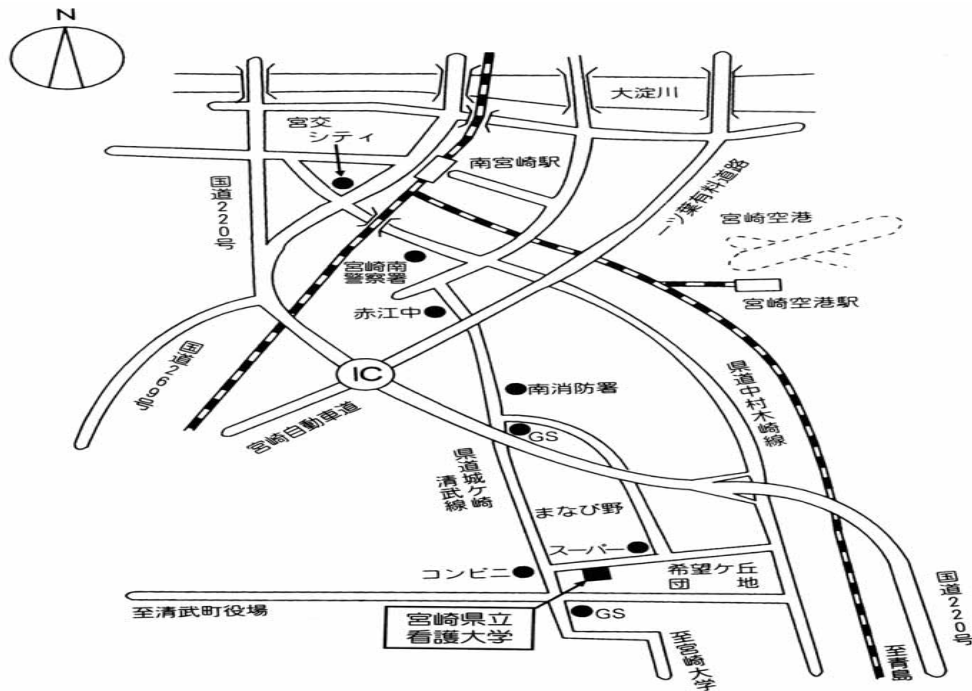 N
大淀川
宮交
シティ
南宮崎駅
一ツ葉有料道路
国道220号
宮崎空港
宮崎南
警察署
宮崎空港駅
赤江中
国道269号
IC
南消防署
県道中村木崎線
宮崎自動車道
GS
県道城ケ崎
清武線
まなび野
スーパー
コンビニ
希望ケ丘
団地
国道220号
至清武町役場
宮崎県立
看護大学
GS
至宮崎大学
至青島